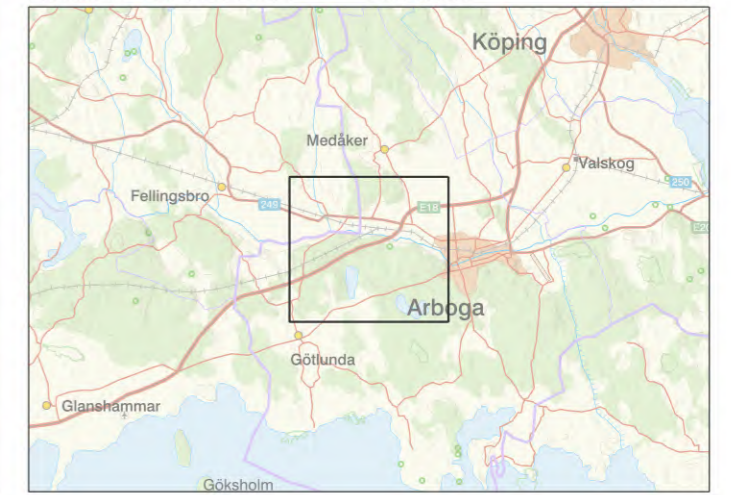 Köping
Medåker
Valskog
250
Fellingsbro
249
E18
E20
Arboga
Götlunda
Glanshammar
Göksholm